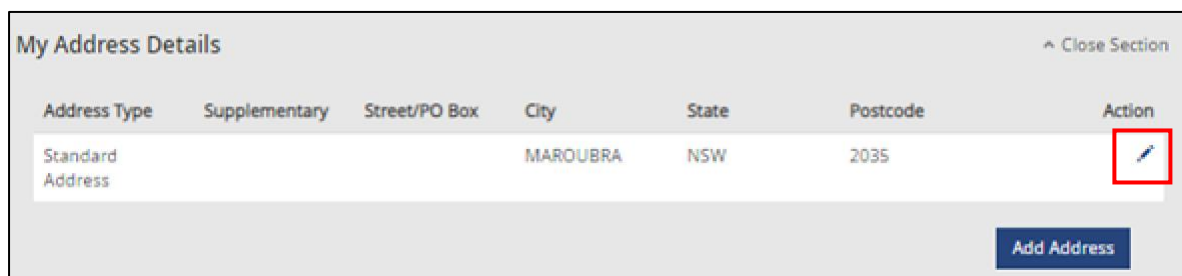 My Address Details
Close Section
Address Type Supplementary Street/PO Box City State Postcode Action
Standard Address MAROUBRA NSW 2035
Add Address